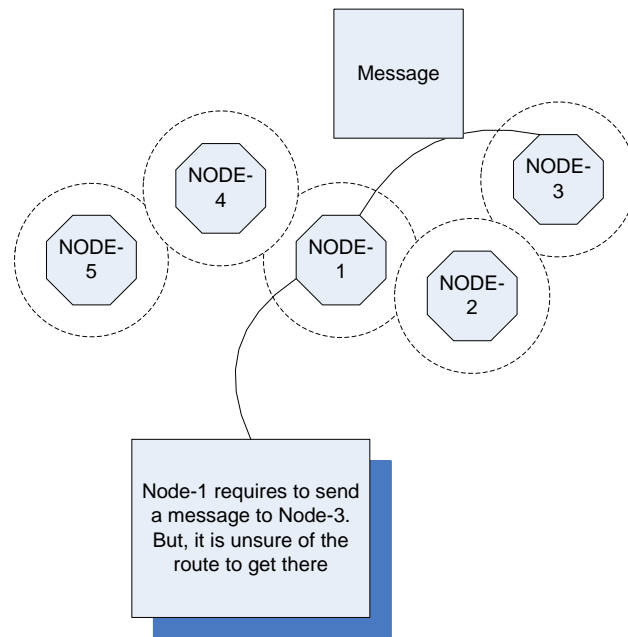 Message
NODE-
4
NODE-
3
NODE-
5
NODE-
1
NODE-
2
Node-1 requires to send
a message to Node-3.
But, it is unsure of the
route to get there